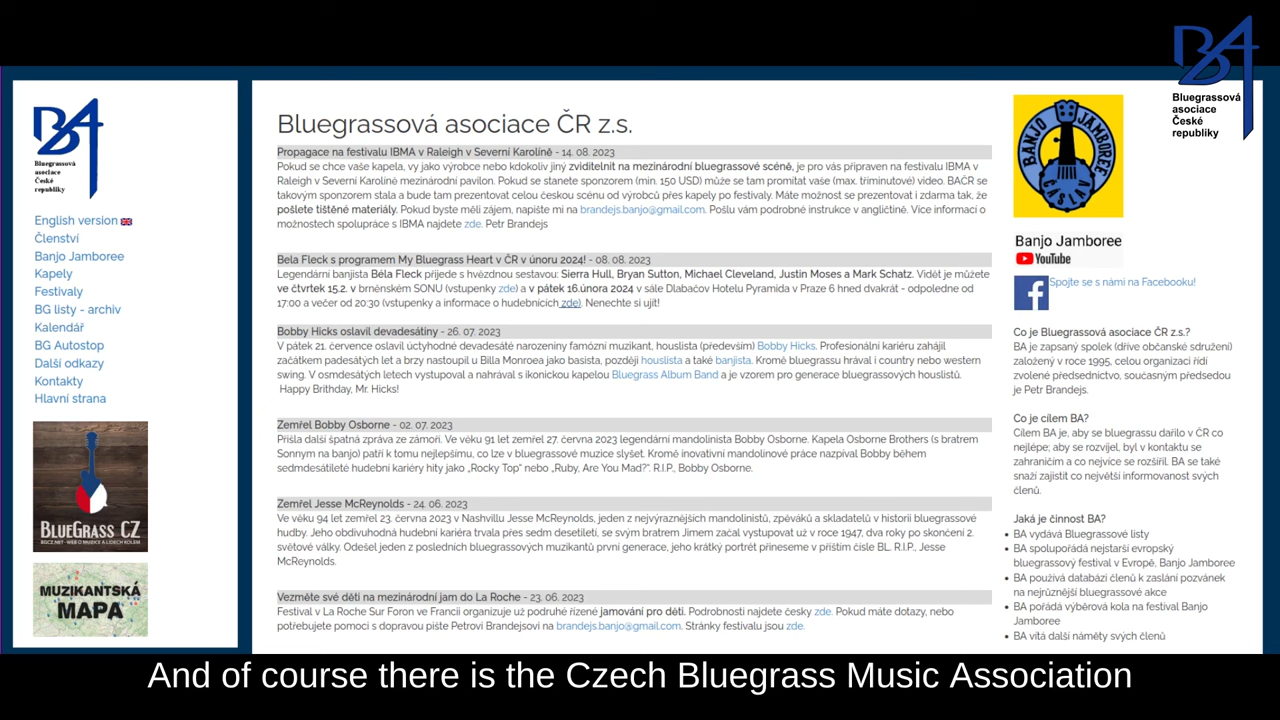 BA
Bluegrassová
asociace
České
republiky
English version
Členství
Banjo Jamboree
Kapely
Festivaly
BG listy - archiv
Kalendář
BG Autostop
Další odkazy
Kontakty
Hlavní strana
BLUEGRASS CZ
BGCZ.NET - WEB O MUZICE A LIDECH KOLEM
MUZIKANTSKÁ
MAPA
Bluegrassová asociace ČR z.s.
Propagace na festivalu IBMA v Raleigh v Severní Karolíně - 14. 08. 2023
Pokud se chce vaše kapela, vy jako výrobce nebo kdokoliv jiný zviditelnit na mezinárodní bluegrassové scéně, je pro vás připraven na festivalu IBMA v
Raleigh v Severní Karolíně mezinárodní pavilon. Pokud se stanete sponzorem (min. 150 USD) může se tam promítat vaše (max. tříminutové) video. BAČR se
takovým sponzorem stala a bude tam prezentovat celou českou scénu od výrobců přes kapely po festivaly. Máte možnost se prezentovat i zdarma tak, že
pošlete tištěné materialy. Pokud byste měli zájem, napište mi na brandejs.banjo@gmail.com. Pošlu vám podrobné instrukce v angličtině. Více informací o
možnostech spolupráce s IBMA najdete zde. Petr Brandejs
Bela Fleck s programem My Bluegrass Heart v ČR v únoru 2024! - 08. 08. 2023
Legendární banjista Béla Fleck přijede s hvězdnou sestavou: Sierra Hull, Bryan Sutton, Michael Cleveland, Justin Moses a Mark Schatz. Vidět je můžete
ve čtvrtek 15.2. v brněnském SONU (vstupenky zde) a v pátek 16.února 2024 v sále Dlabačov Hotelu Pyramida v Praze 6 hned dvakrát - odpoledne od
17:00 a večer od 20:30 (vstupenky a informace o hudebnících zde). Nenechte si ujít!
Bobby Hicks oslavil devadesátiny - 26. 07. 2023
V pátek 21. července oslavil úctyhodné devadesáté narozeniny famózní muzikant, houslista (především) Bobby Hicks. Profesionální kariéru zahájil
začátkem padesátých let a brzy nastoupil u Billa Monroea jako basista, později houslista a také banjista. Kromě bluegrassu hrával i country nebo western
swing. V osmdesátých letech vystupoval a nahrával s ikonickou kapelou Bluegrass Album Band a je vzorem pro generace bluegrassových houslistů.
Happy Brithday, Mr. Hicks!
Zemřel Bobby Osborne - 02. 07. 2023
Přišla další špatná zpráva ze zámoří. Ve věku 91 let zemřel 27. června 2023 legendární mandolinista Bobby Osborne. Kapela Osborne Brothers (s bratrem
Sonnym na banjo) patří k tomu nejlepšímu, co lze v bluegrassové muzice slyšet. Kromě inovativní mandolinové práce nazpíval Bobby během
sedmdesátileté hudební kariéry hity jako „Rocky Top“ nebo „Ruby, Are You Mad?“. R.I.P., Bobby Osborne.
Zemřel Jesse McReynolds - 24. 06. 2023
Ve věku 94 let zemřel 23. června 2023 v Nashvillu Jesse McReynolds, jeden z nejvýraznějších mandolinistů, zpěváků a skladatelů v historii bluegrassové
hudby. Jeho obdivuhodná hudební kariéra trvala přes sedm desetiletí, se svým bratrem Jimem začal vystupovat už v roce 1947, dva roky po skončení 2.
světové války. Odešel jeden z posledních bluegrassových muzikantů první generace, jeho krátký portrét přineseme v příštím čísle BL. R.I.P., Jesse
McReynolds.
Vezměte své děti na mezinárodní jam do La Roche - 23. 06. 2023
Festival v La Roche Sur Foron ve Francii organizuje už podruhé řízené jamování pro děti. Podrobnosti najdete česky zde. Pokud máte dotazy, nebo
potřebujete pomoci s dopravou pište Petrovi Brandejsovi na brandejs.banjo@gmail.com. Stránky festivalu jsou zde.
BANJO JAMBOREE
ČÁSLAV
Banjo Jamboree
YouTube
Spojte se s námi na Facebooku!
Co je Bluegrassová asociace ČR z.s.?
BA je zapsaný spolek (dříve občanské sdružení)
založený v roce 1995, celou organizaci řídí
zvolené předsednictvo, současným předsedou
je Petr Brandejs.
Co je cílem BA?
Cílem BA je, aby se bluegrassu dařilo v ČR co
nejlépe; aby se rozvíjel, byl v kontaktu se
zahraničím a co nejvíce se rozšířil. BA se také
snaží zajistit co největší informovanost svých
členů.
Jaká je činnost BA?
BA vydává Bluegrassové listy
BA spolupořádá nejstarší evropský
bluegrassový festival v Evropě, Banjo Jamboree
BA používá databázi členů k zaslání pozvánek
na nejrůznější bluegrassové akce
BA pořádá výběrová kola na festival Banjo
Jamboree
BA vítá další náměty svých členů
BA
Bluegrassová
asociace
České
republiky
And of course there is the Czech Bluegrass Music Association